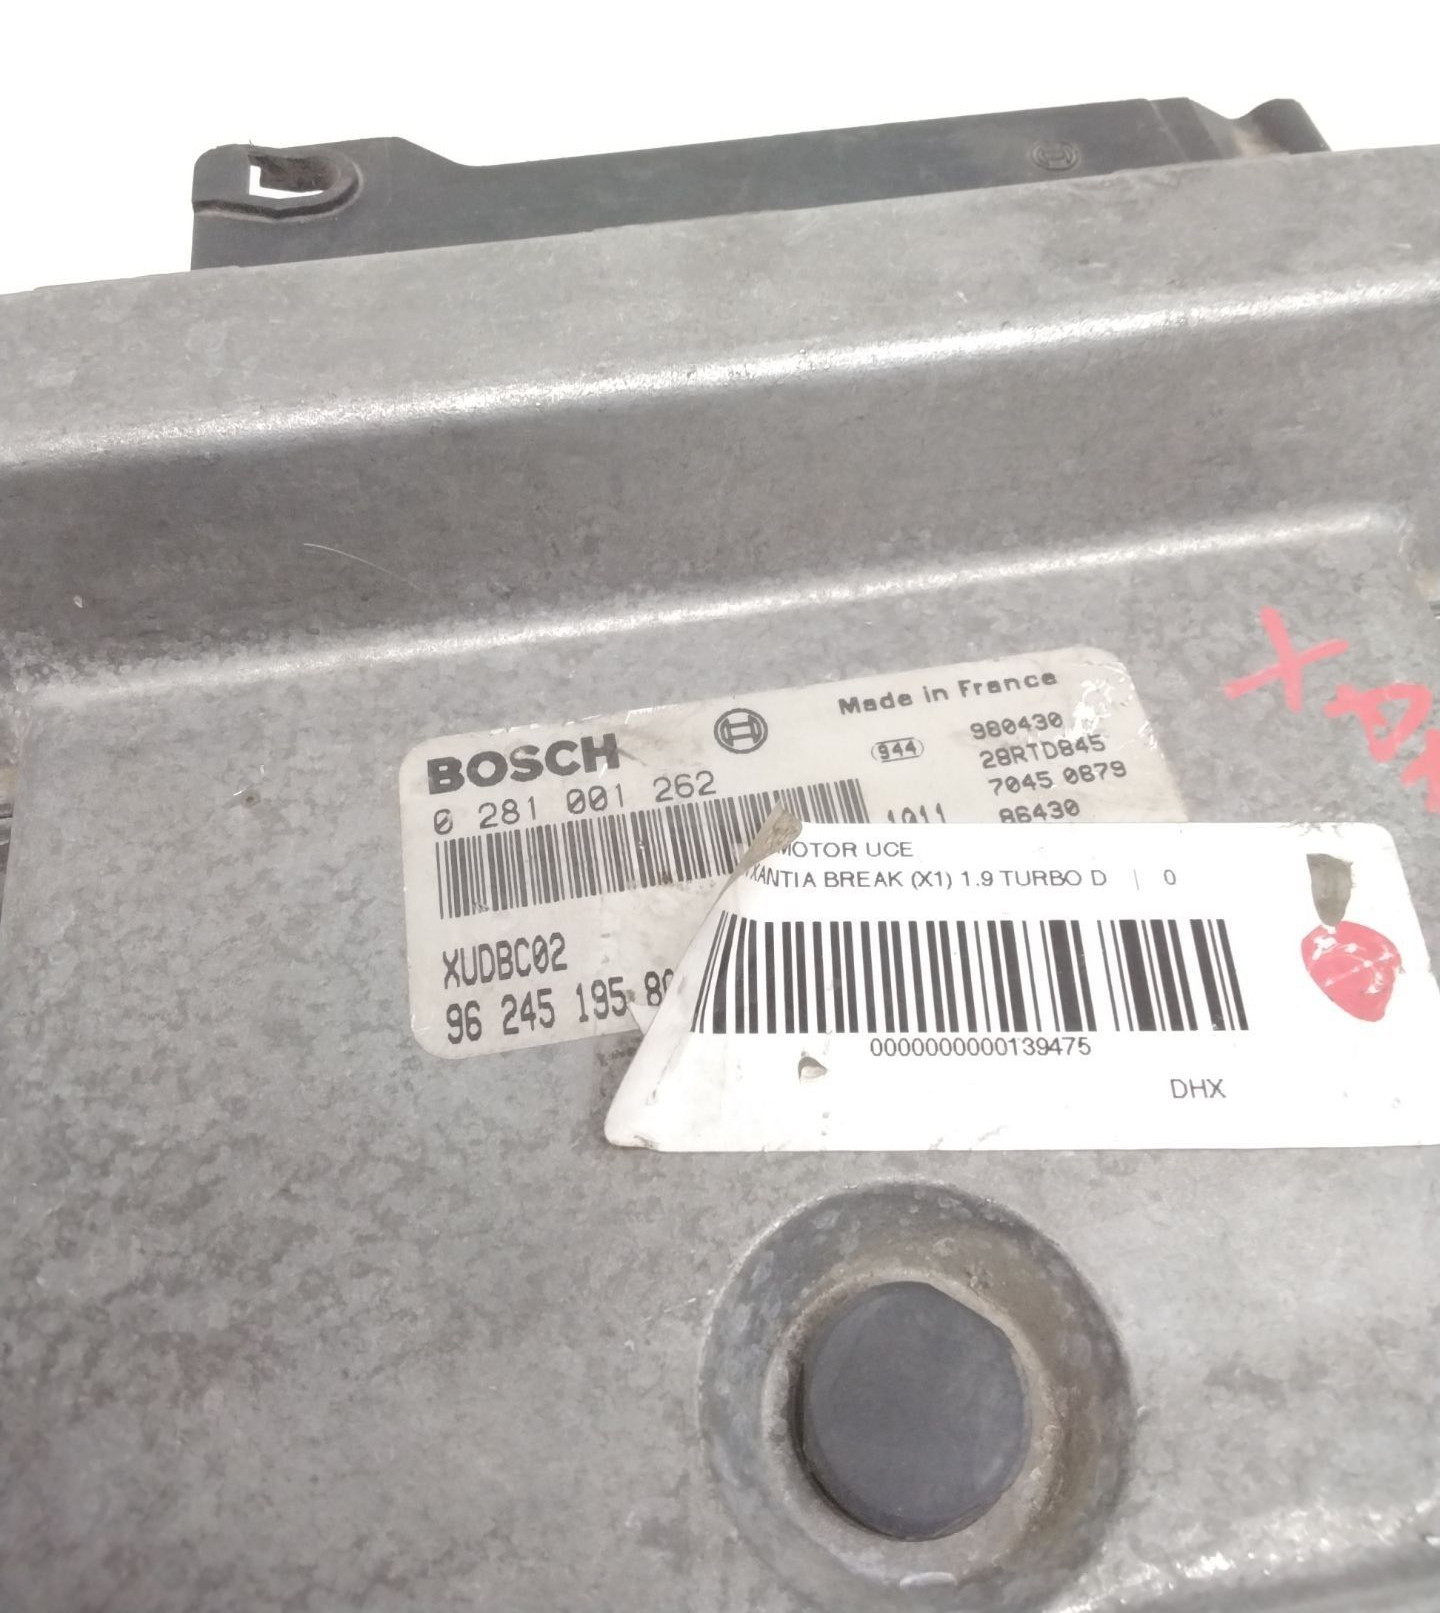 Made in France
BOSCH
0 281 001 262
944
980430
28RTD845
7045 0879
1011
86430
XUDBC02
96 245 195 80
MOTOR UCE
XANTIA BREAK (X1) 1.9 TURBO D | 0
0000000000139475
DHX